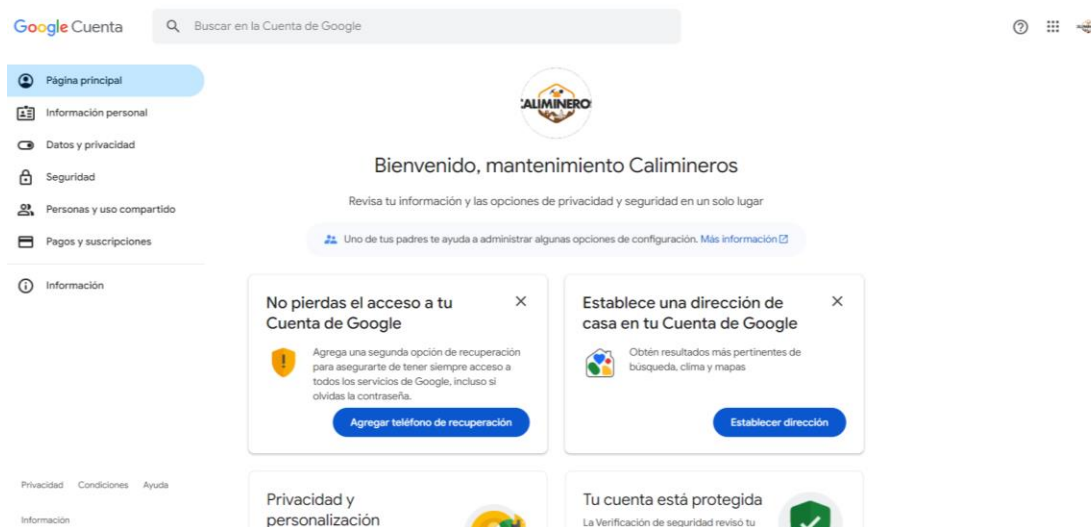 Google Cuenta
Buscar en la Cuenta de Google
Página principal
Información personal
Datos y privacidad
Seguridad
Personas y uso compartido
Pagos y suscripciones
Información
CALIMINEROS
Bienvenido, mantenimiento Calimineros
Revisa tu información y las opciones de privacidad y seguridad en un solo lugar
Uno de tus padres te ayuda a administrar algunas opciones de configuración. Más información
No pierdas el acceso a tu
Cuenta de Google
Agrega una segunda opción de recuperación
para asegurarte de tener siempre acceso a
todos los servicios de Google, incluso si
olvidas la contraseña.
Agregar teléfono de recuperación
Establece una dirección de
casa en tu Cuenta de Google
Obtén resultados más pertinentes de
búsqueda, clima y mapas
Establecer dirección
Privacidad y
personalización
Tu cuenta está protegida
La Verificación de seguridad revisó tu
Privacidad Condiciones Ayuda
Información